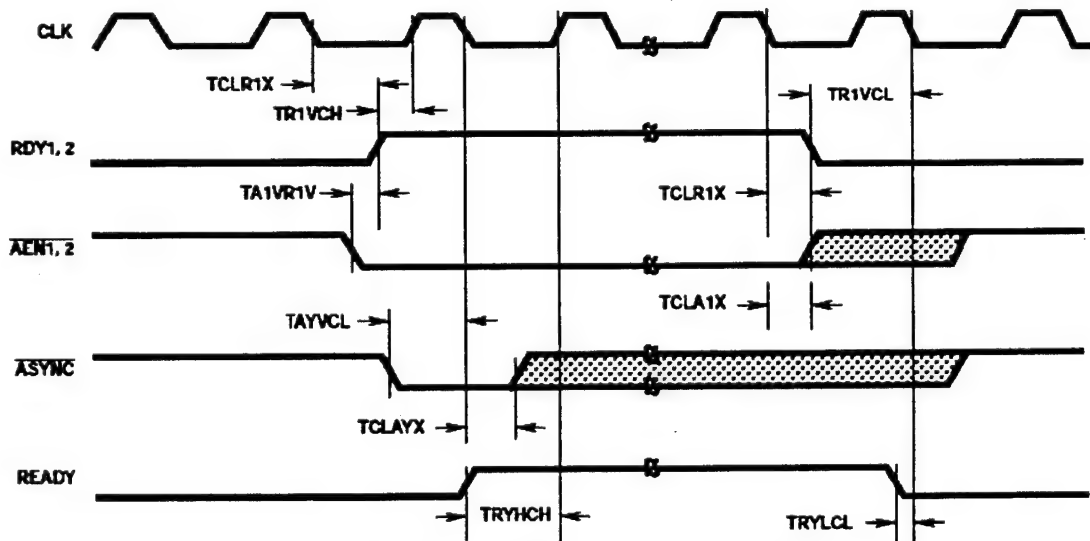 CLK
TCLR1X
TR1VCH
TR1VCL
RDY1, 2
TA1VR1V
TCLR1X
AEN1, 2
TCLA1X
TAYVCL
ASYNC
TCLAYX
READY
TRYHCH
TRYLCL